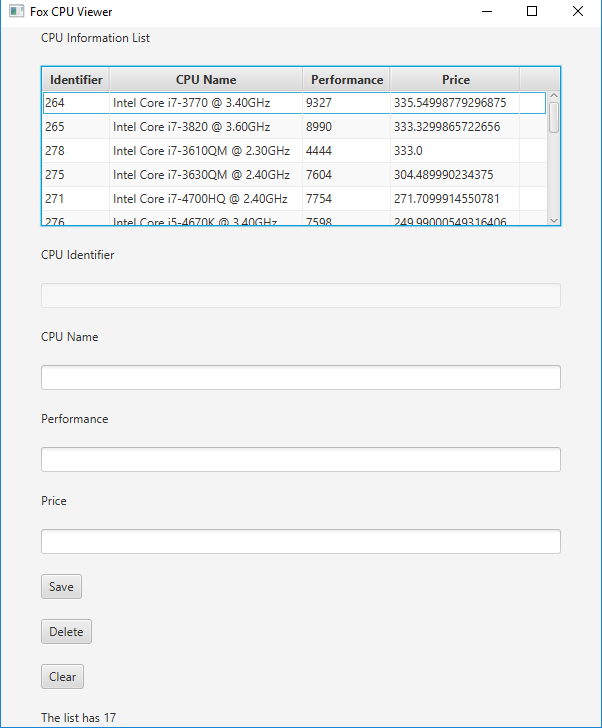 Fox CPU Viewer
CPU Information List
Identifier CPU Name Performance Price
264 Intel Core i7-3770 @ 3.40GHz 9327 335.54998779296875
265 Intel Core i7-3820 @ 3.60GHz 8990 333.3299865722656
278 Intel Core i7-3610QM @ 2.30GHz 4444 333.0
275 Intel Core i7-3630QM @ 2.40GHz 7604 304.489990234375
271 Intel Core i7-4700HQ @ 2.40GHz 7754 271.7099914550781
276 Intel Core i5-4670K @ 3.40GHz 7598 249.99000549316406
CPU Identifier
CPU Name
Performance
Price
Save
Delete
Clear
The list has 17